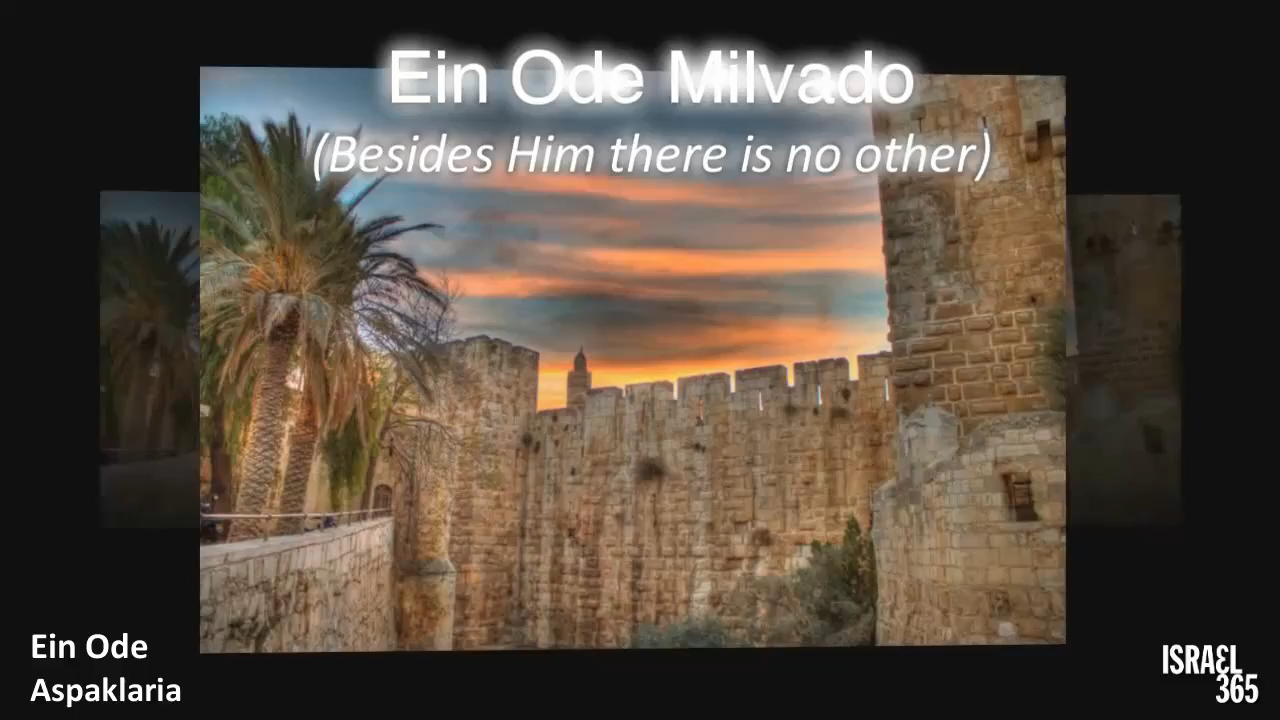 Ein Ode Milvado
(Besides Him there is no other)
Ein Ode
Aspaklaria
ISRAEL
365